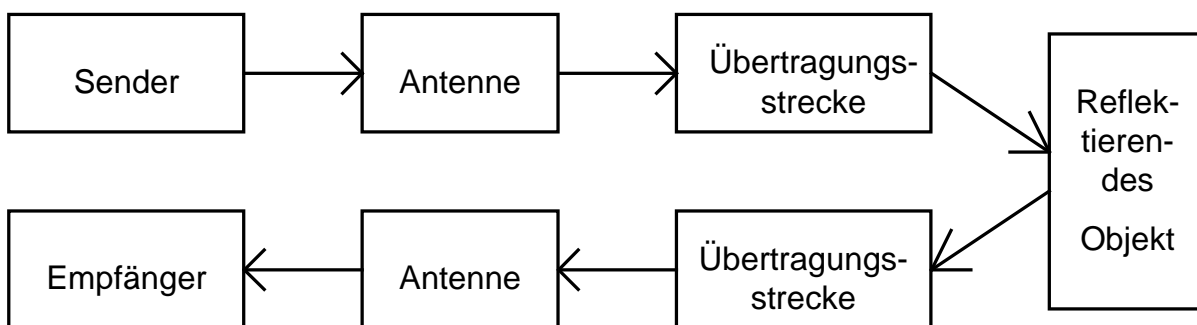 Sender
Antenne
Übertragungs-
strecke
Reflek-
tieren-
des
Objekt
Empfänger
Antenne
Übertragungs-
strecke